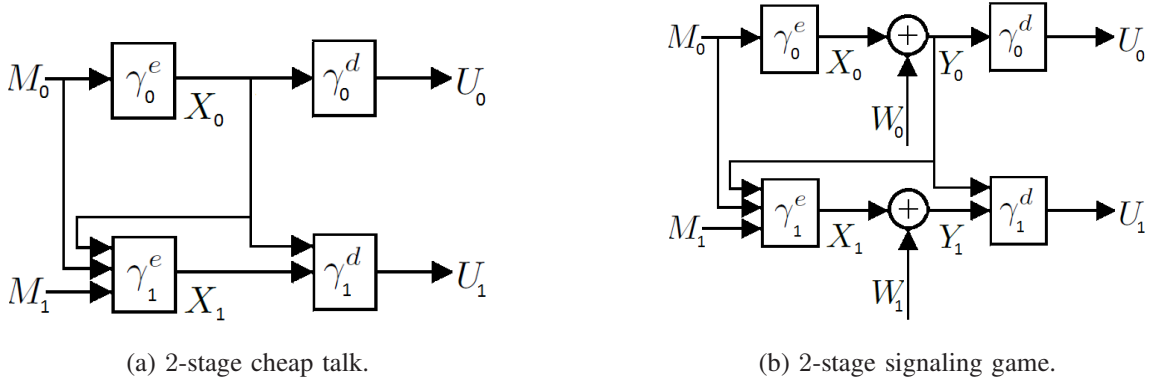 M₀ γ₀ᵉ X₀ γ₀ᵈ U₀
M₁ γ₁ᵉ X₁ γ₁ᵈ U₁
(a) 2-stage cheap talk.
M₀ γ₀ᵉ X₀ + W₀ Y₀ γ₀ᵈ U₀
M₁ γ₁ᵉ X₁ + W₁ Y₁ γ₁ᵈ U₁
(b) 2-stage signaling game.